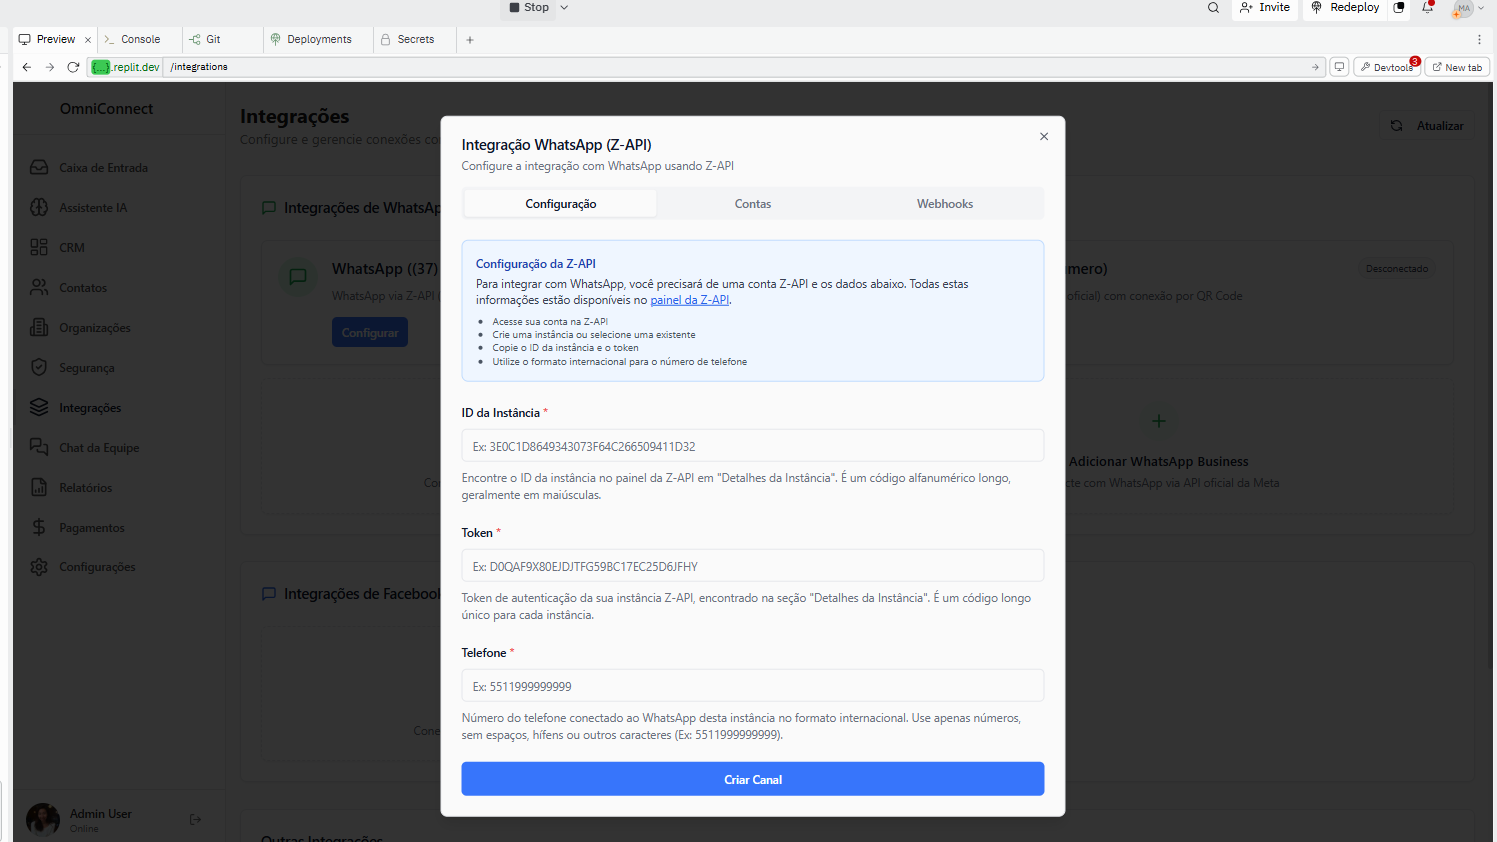 Stop
Invite
Redeploy
MA
Preview
Console
Git
Deployments
Secrets
{...}.replit.dev
/integrations
Devtools
3
New tab
OmniConnect
Caixa de Entrada
Assistente IA
CRM
Contatos
Organizações
Segurança
Integrações
Chat da Equipe
Relatórios
Pagamentos
Configurações
Admin User
Online
Integrações
Configure e gerencie conexões co
Atualizar
Integrações de WhatsAp
WhatsApp ((37)
WhatsApp via Z-API (
Configurar
mero)
Desconectado
oficial) com conexão por QR Code
Co
Adicionar WhatsApp Business
cte com WhatsApp via API oficial da Meta
Integrações de Facebook
Cone
Outras Integrações
Integração WhatsApp (Z-API)
Configure a integração com WhatsApp usando Z-API
Configuração
Contas
Webhooks
Configuração da Z-API
Para integrar com WhatsApp, você precisará de uma conta Z-API e os dados abaixo. Todas estas
informações estão disponíveis no painel da Z-API.
Acesse sua conta na Z-API
Crie uma instância ou selecione uma existente
Copie o ID da instância e o token
Utilize o formato internacional para o número de telefone
ID da Instância *
Ex: 3E0C1D8649343073F64C266509411D32
Encontre o ID da instância no painel da Z-API em "Detalhes da Instância". É um código alfanumérico longo,
geralmente em maiúsculas.
Token *
Ex: D0QAF9X80EJDJTFG59BC17EC25D6JFHY
Token de autenticação da sua instância Z-API, encontrado na seção "Detalhes da Instância". É um código longo
único para cada instância.
Telefone *
Ex: 5511999999999
Número do telefone conectado ao WhatsApp desta instância no formato internacional. Use apenas números,
sem espaços, hífens ou outros caracteres (Ex: 5511999999999).
Criar Canal